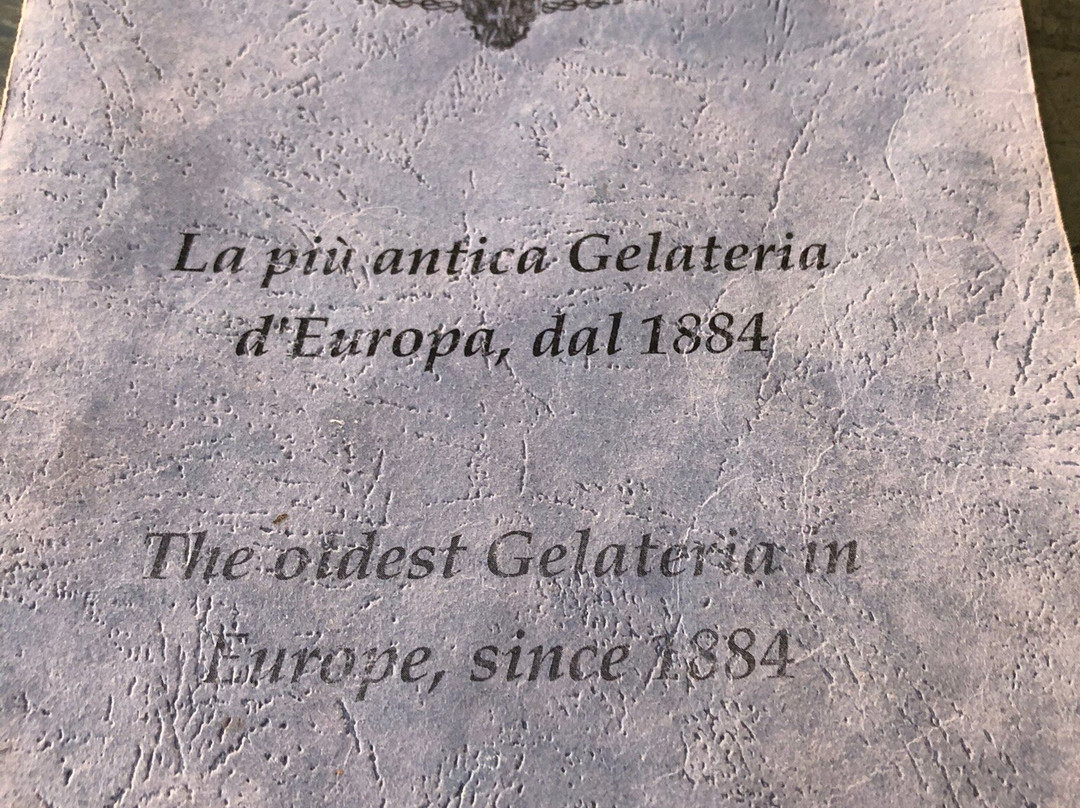 La più antica Gelateria
d'Europa, dal 1884
The oldest Gelateria in
Europe, since 1884